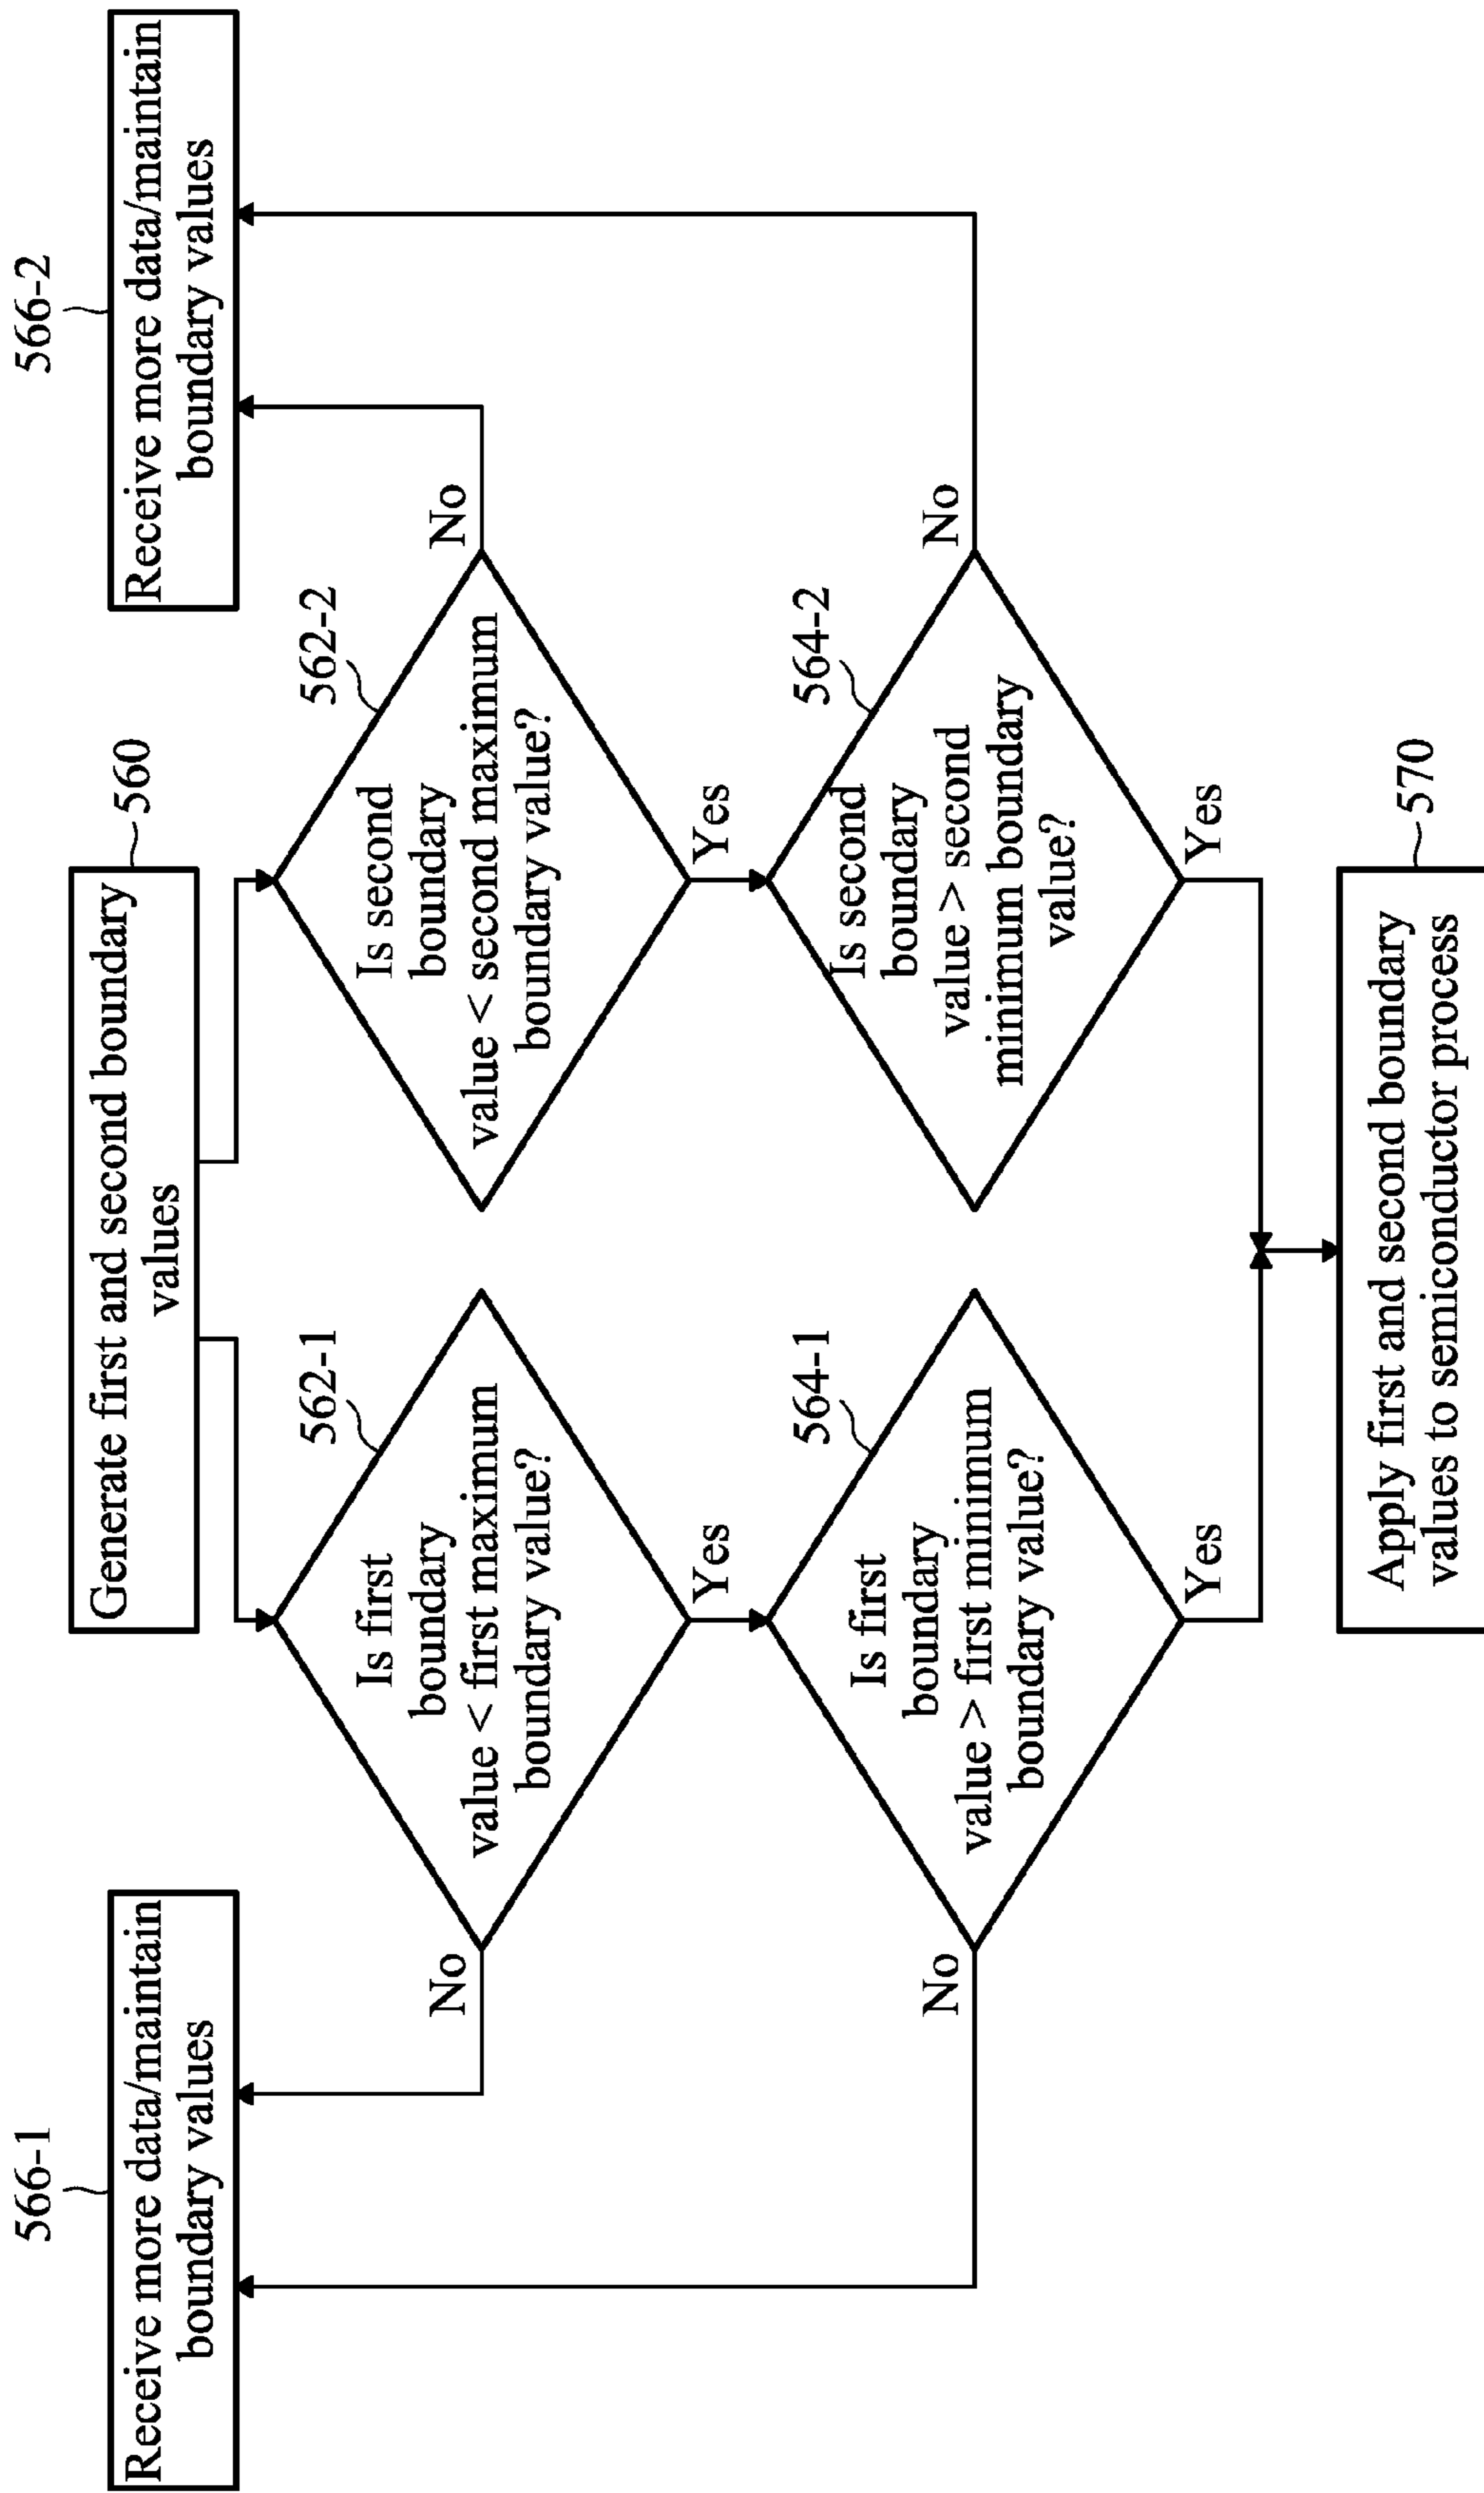 566-1
Receive more data/maintain
boundary values
560
Generate first and second boundary
values
566-2
Receive more data/maintain
boundary values
562-1
Is first
boundary
value < first maximum
boundary value?
No
Yes
562-2
Is second
boundary
value < second maximum
boundary value?
No
Yes
564-1
Is first
boundary
value > first minimum
boundary value?
No
Yes
564-2
Is second
boundary
value > second
minimum boundary
value?
No
Yes
570
Apply first and second boundary
values to semiconductor process